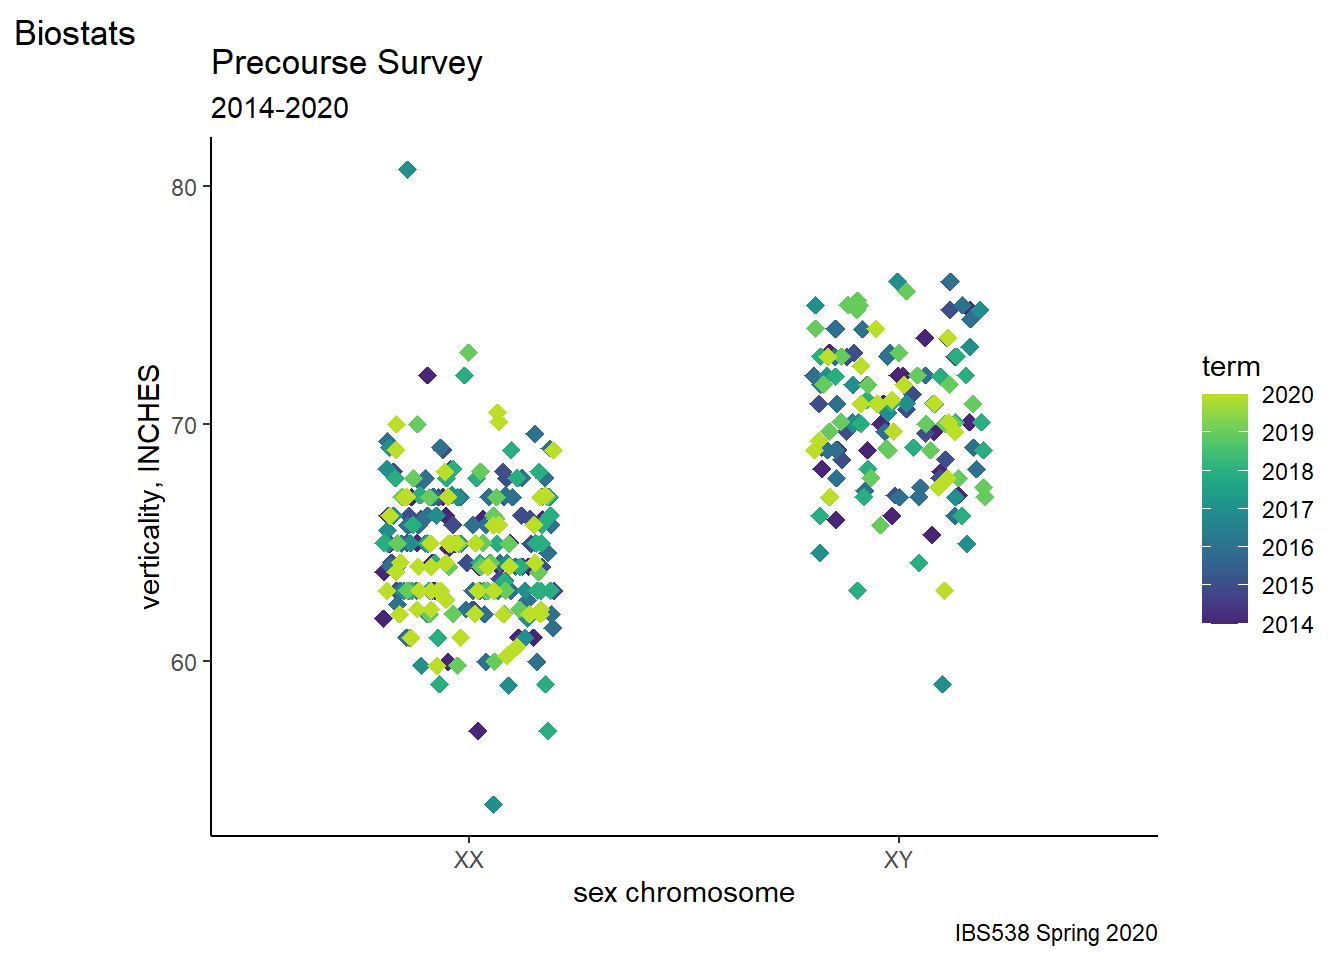 Biostats
Precourse Survey
2014-2020
verticality, INCHES
80
70
60
XX
XY
sex chromosome
term
2020
2019
2018
2017
2016
2015
2014
IBS538 Spring 2020